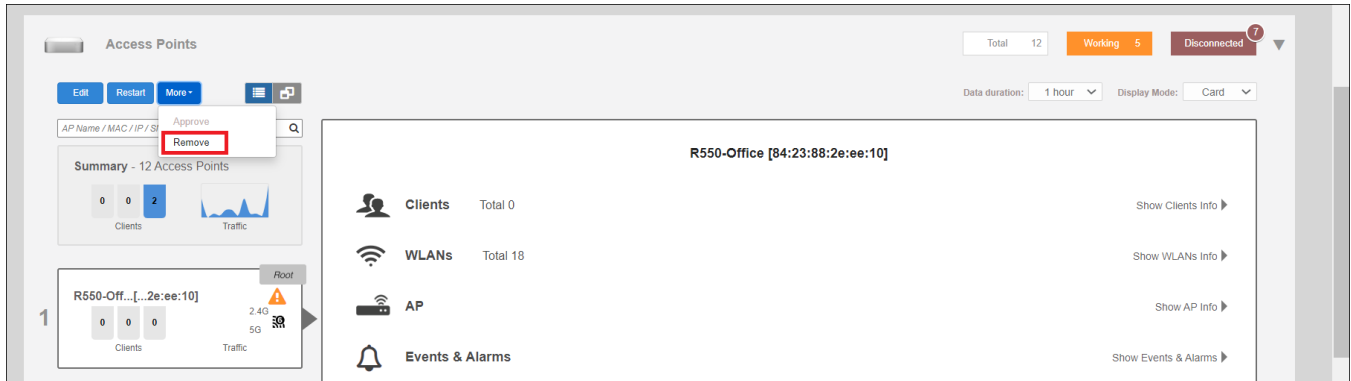 Access Points
Total 12
Working 5
Disconnected
7
Edit
Restart
More
Data duration:
1 hour
Display Mode:
Card
Approve
Remove
AP Name / MAC / IP /
Summary - 12 Access Points
0 0 2
Clients
Traffic
R550-Office [84:23:88:2e:ee:10]
Clients Total 0
Show Clients Info
WLANs Total 18
Show WLANs Info
AP
Show AP Info
Events & Alarms
Show Events & Alarms
1
Root
R550-Off...[...2e:ee:10]
0 0 0
2.4G
5G
6
Clients
Traffic